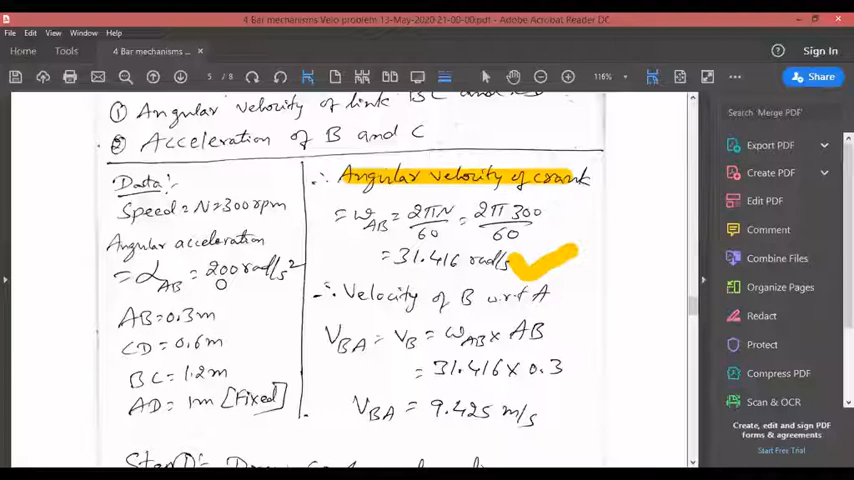 4 Bar mechanisms Velo problem 13-May-2020-21-00-00.pdf - Adobe Acrobat Reader DC
File Edit View Window Help
Home Tools 4 Bar mechanisms ... × Sign In
5 / 8 116% Share
① Angular velocity of link BC and
② Acceleration of B and C
Data:-
Speed = N = 300 rpm
Angular acceleration
= α_AB = 200 rad/s²
AB = 0.3m
CD = 0.6m
BC = 1.2m
AD = 1m [Fixed]
∴ Angular velocity of crank
= ω_AB = 2πN/60 = 2π 300/60
= 31.416 rad/s
∴ Velocity of B w.r.t A
V_BA = V_B = ω_AB × AB
= 31.416 × 0.3
V_BA = 9.425 m/s
Search 'Merge PDF'
Export PDF
Create PDF
Edit PDF
Comment
Combine Files
Organize Pages
Redact
Protect
Compress PDF
Scan & OCR
Create, edit and sign PDF
forms & agreements
Start Free Trial